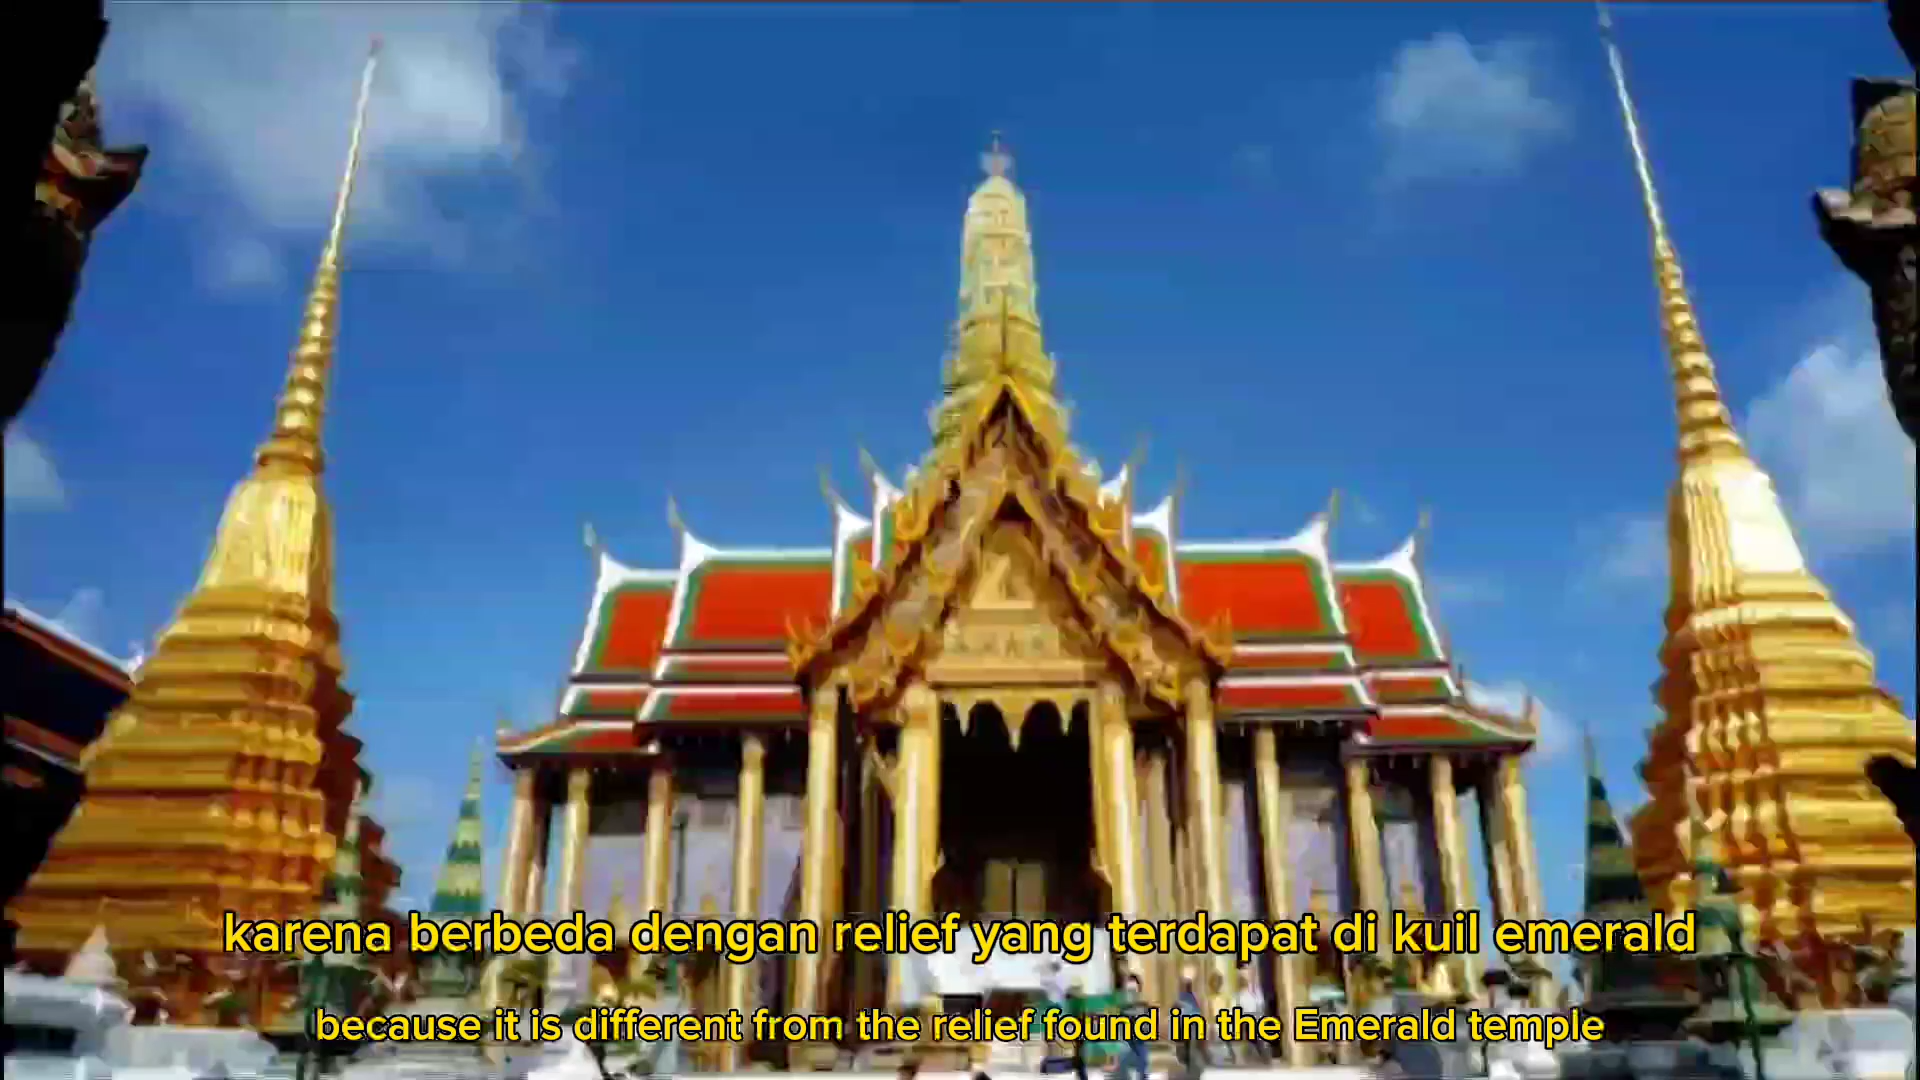 karena berbeda dengan relief yang terdapat di kuil emerald
because it is different from the relief found in the Emerald temple